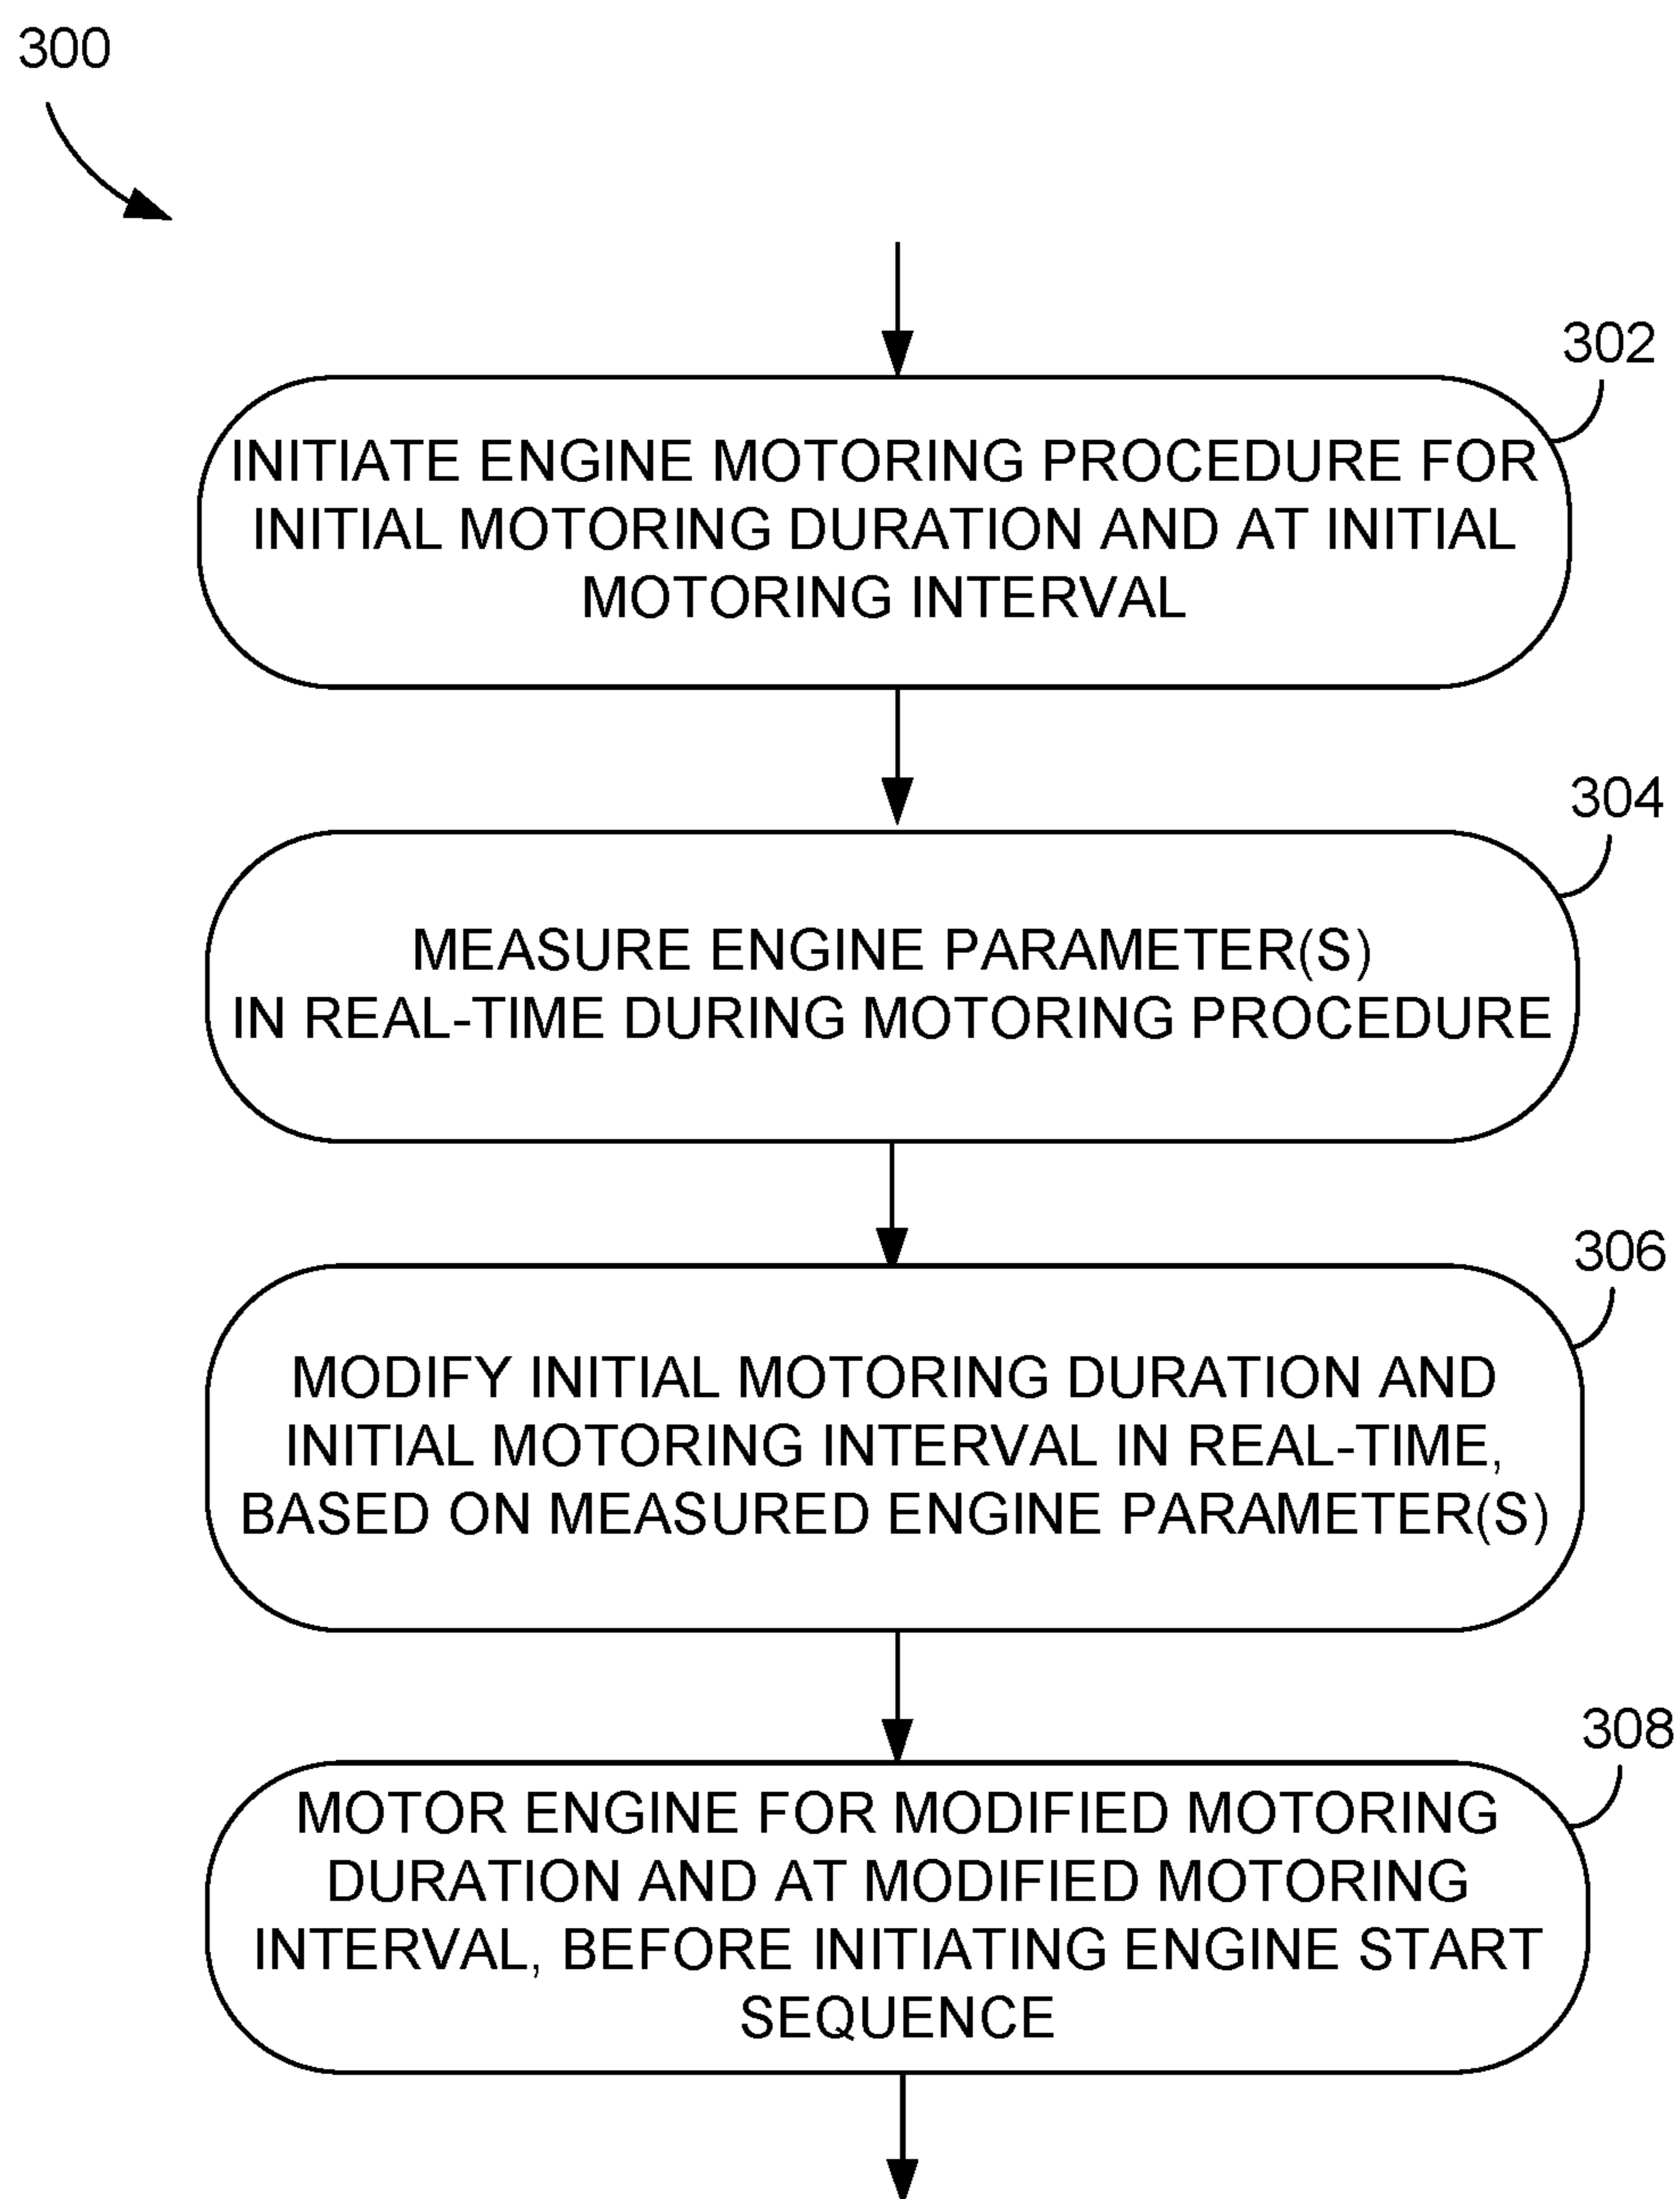 300
302
INITIATE ENGINE MOTORING PROCEDURE FOR
INITIAL MOTORING DURATION AND AT INITIAL
MOTORING INTERVAL
304
MEASURE ENGINE PARAMETER(S)
IN REAL-TIME DURING MOTORING PROCEDURE
306
MODIFY INITIAL MOTORING DURATION AND
INITIAL MOTORING INTERVAL IN REAL-TIME,
BASED ON MEASURED ENGINE PARAMETER(S)
308
MOTOR ENGINE FOR MODIFIED MOTORING
DURATION AND AT MODIFIED MOTORING
INTERVAL, BEFORE INITIATING ENGINE START
SEQUENCE